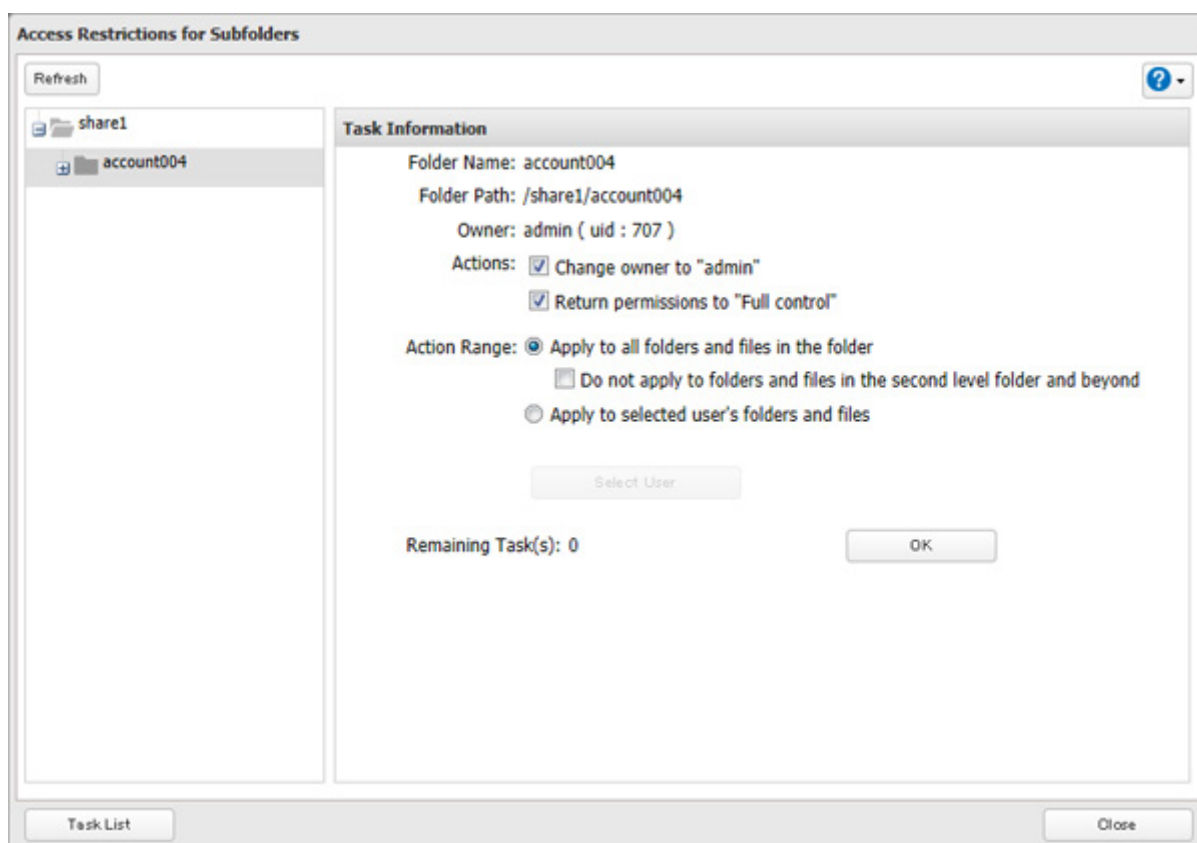 Access Restrictions for Subfolders
Refresh
?
share1
account004
Task Information
Folder Name: account004
Folder Path: /share1/account004
Owner: admin ( uid : 707 )
Actions: Change owner to "admin"
Return permissions to "Full control"
Action Range: Apply to all folders and files in the folder
Do not apply to folders and files in the second level folder and beyond
Apply to selected user's folders and files
Select User
Remaining Task(s): 0
OK
Task List
Close